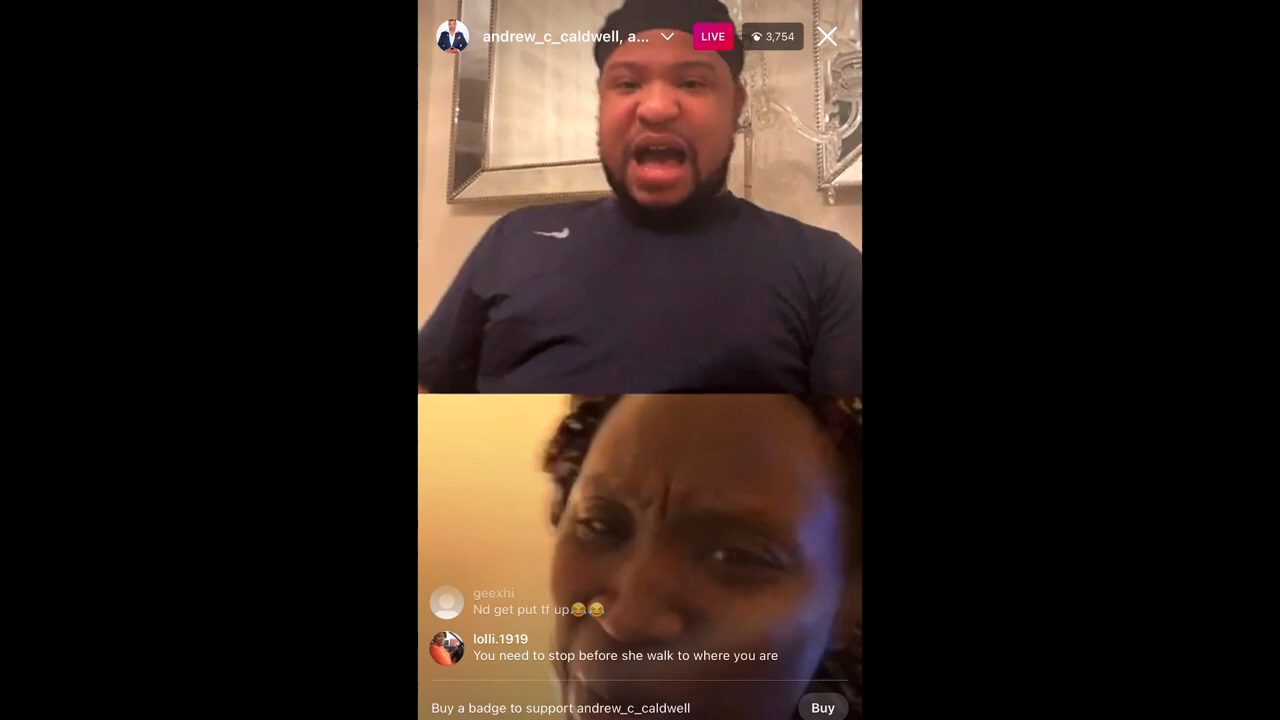 andrew_c_caldwell, a...
LIVE
3,754
geexhi
Nd get put tf up😂😂
lolli.1919
You need to stop before she walk to where you are
Buy a badge to support andrew_c_caldwell
Buy